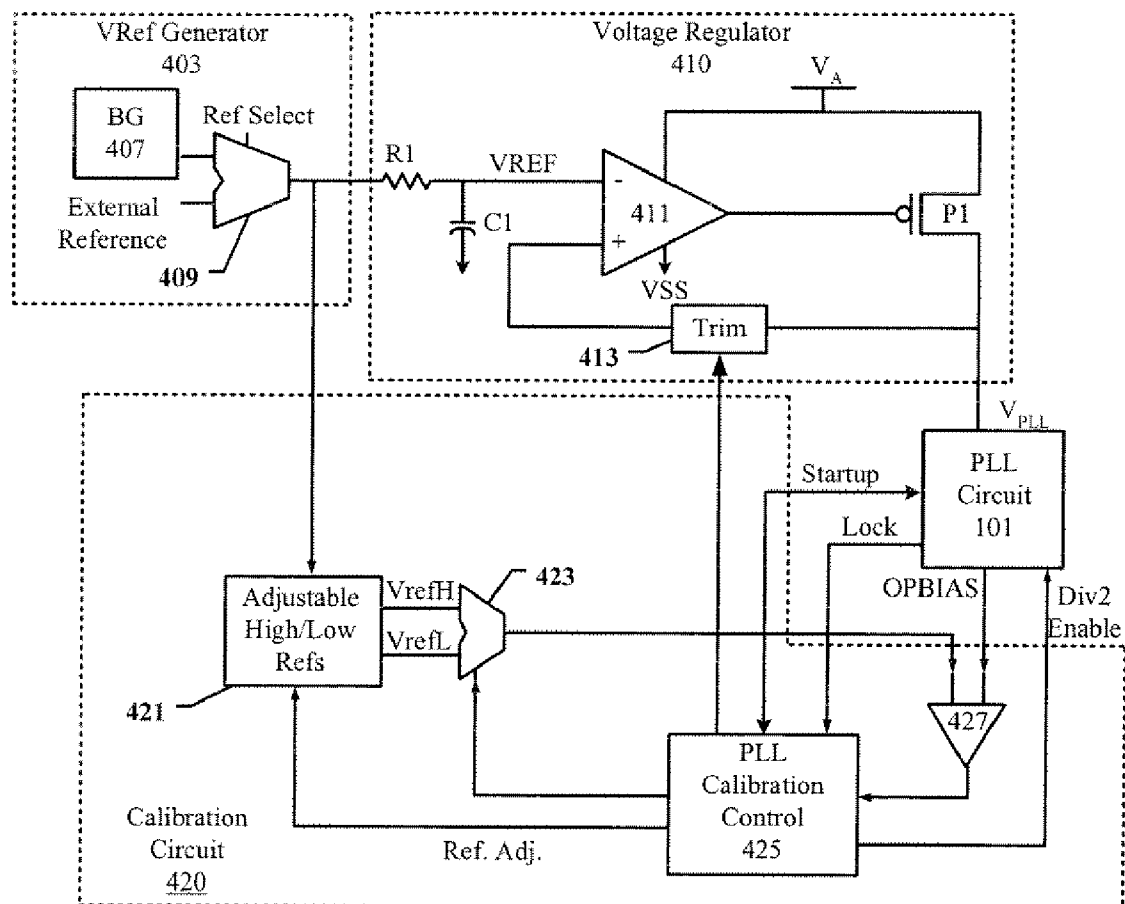 VRef Generator
403
BG
407
Ref Select
External
Reference
409
Voltage Regulator
410
V_A
R1
VREF
C1
-
411
+
VSS
P1
Trim
413
V_PLL
PLL
Circuit
101
Startup
Lock
OPBIAS
Div2
Enable
Adjustable
High/Low
Refs
421
VrefH
VrefL
423
427
PLL
Calibration
Control
425
Ref. Adj.
Calibration
Circuit
420